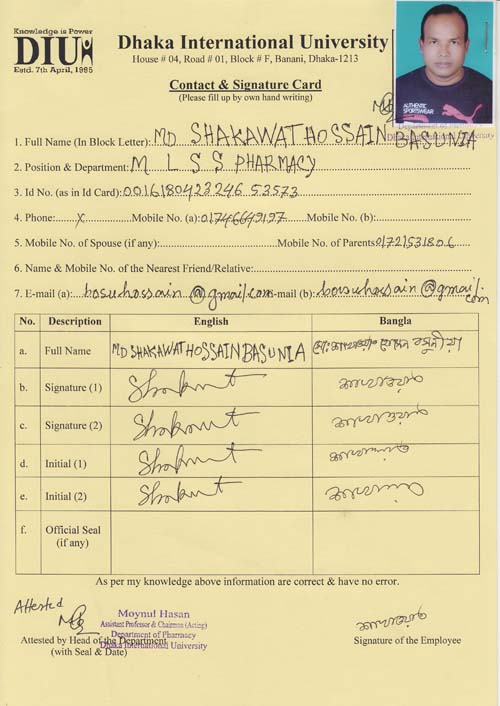 Knowledge is Power
DIU
Estd. 7th April, 1995
Dhaka International University
House # 04, Road # 01, Block # F, Banani, Dhaka-1213
Contact & Signature Card
(Please fill up by own hand writing)
AUTHENTIC
SPORTSWEAR
1. Full Name (In Block Letter): MD SHAKAWAT HOSSAIN BASUNIA
2. Position & Department: M L S S PHARMACY
3. Id No. (as in Id Card): 0016180423246 53573
4. Phone: X Mobile No. (a): 01746649197 Mobile No. (b):
5. Mobile No. of Spouse (if any): Mobile No. of Parents 01721531806
6. Name & Mobile No. of the Nearest Friend/Relative:
7. E-mail (a): bosuhossain@gmail.com E-mail (b): bosuhossain@gmail.com
No. Description English Bangla
a. Full Name MD SHAKAWAT HOSSAIN BASUNIA
b. Signature (1) Shakawt
c. Signature (2) Shakawt
d. Initial (1) Shakawt
e. Initial (2) Shakawt
f. Official Seal
(if any)
As per my knowledge above information are correct & have no error.
Attested
Moynul Hasan
Assistant Professor & Chairman (Acting)
Department of Pharmacy
Dhaka International University
Attested by Head of the Department
(with Seal & Date)
Signature of the Employee